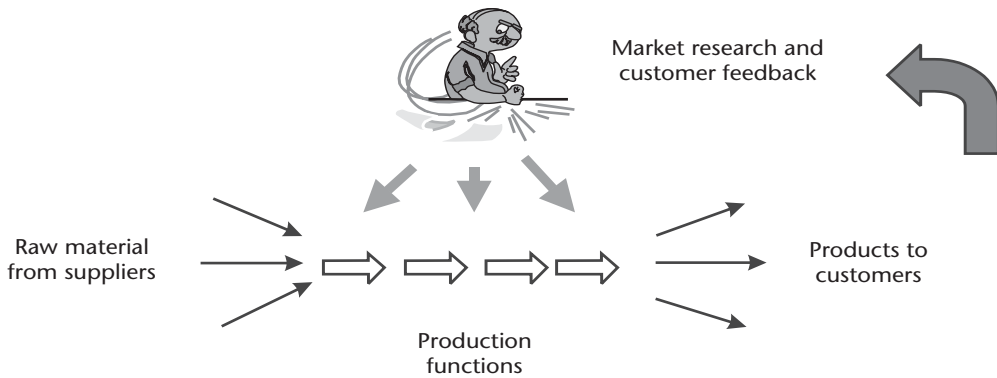 Market research and
customer feedback
Raw material
from suppliers
Products to
customers
Production
functions